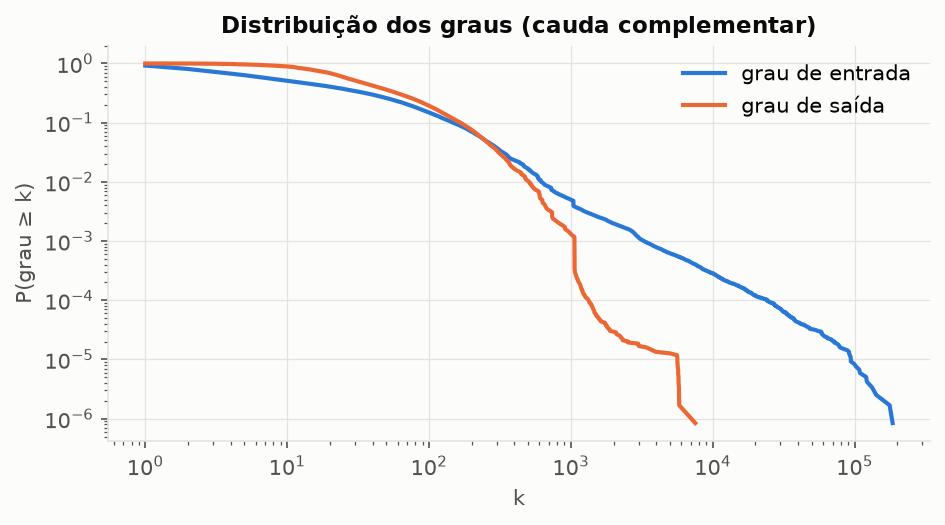 Distribuição dos graus (cauda complementar)
grau de entrada
grau de saída
P(grau ≥ k)
10⁰
10⁻¹
10⁻²
10⁻³
10⁻⁴
10⁻⁵
10⁻⁶
10⁰ 10¹ 10² 10³ 10⁴ 10⁵
k